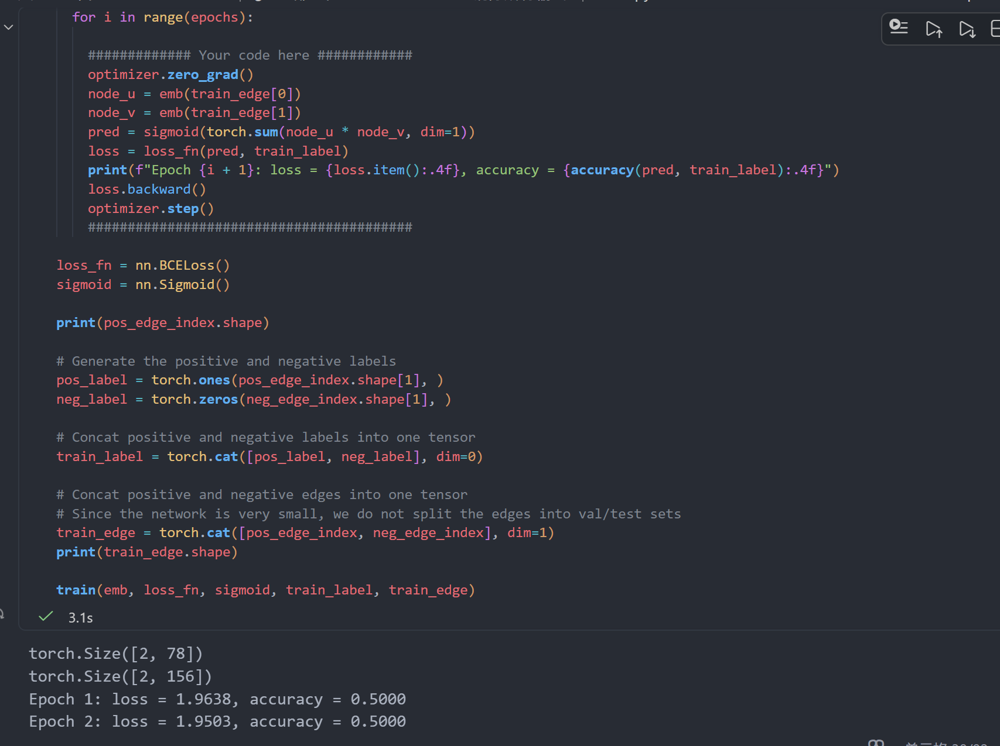 for i in range(epochs):
############# Your code here ############
optimizer.zero_grad()
node_u = emb(train_edge[0])
node_v = emb(train_edge[1])
pred = sigmoid(torch.sum(node_u * node_v, dim=1))
loss = loss_fn(pred, train_label)
print(f"Epoch {i + 1}: loss = {loss.item():.4f}, accuracy = {accuracy(pred, train_label):.4f}")
loss.backward()
optimizer.step()
#########################################
loss_fn = nn.BCELoss()
sigmoid = nn.Sigmoid()
print(pos_edge_index.shape)
# Generate the positive and negative labels
pos_label = torch.ones(pos_edge_index.shape[1], )
neg_label = torch.zeros(neg_edge_index.shape[1], )
# Concat positive and negative labels into one tensor
train_label = torch.cat([pos_label, neg_label], dim=0)
# Concat positive and negative edges into one tensor
# Since the network is very small, we do not split the edges into val/test sets
train_edge = torch.cat([pos_edge_index, neg_edge_index], dim=1)
print(train_edge.shape)
train(emb, loss_fn, sigmoid, train_label, train_edge)
3.1s
torch.Size([2, 78])
torch.Size([2, 156])
Epoch 1: loss = 1.9638, accuracy = 0.5000
Epoch 2: loss = 1.9503, accuracy = 0.5000